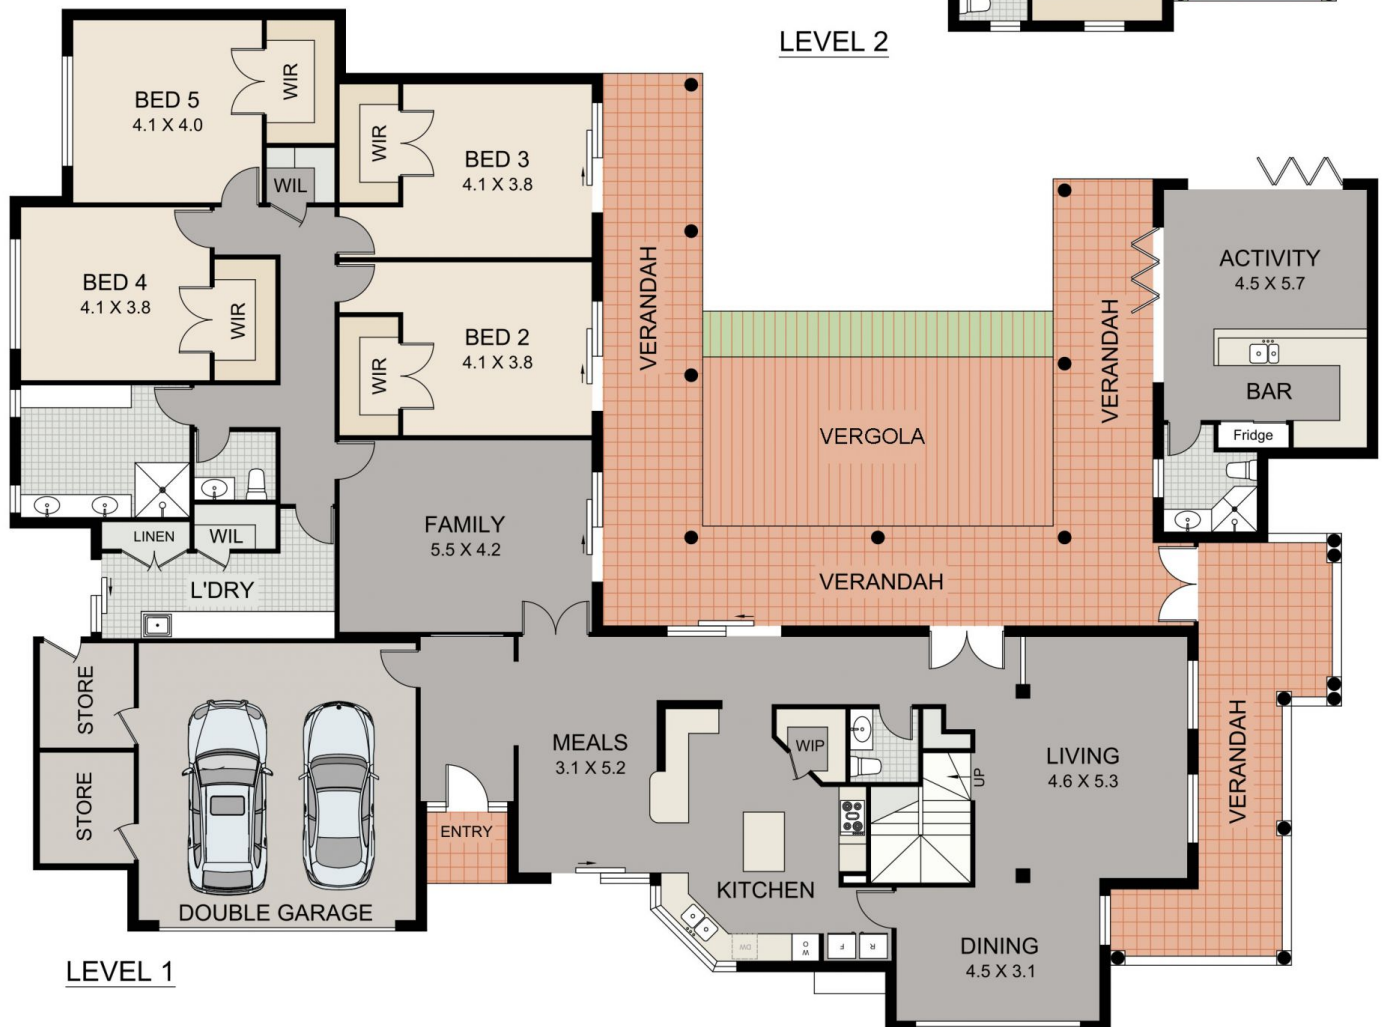 LEVEL 2
BED 5
4.1 X 4.0
WIR
WIL
WIR
BED 3
4.1 X 3.8
BED 4
4.1 X 3.8
WIR
WIR
BED 2
4.1 X 3.8
VERANDAH
VERGOLA
VERANDAH
ACTIVITY
4.5 X 5.7
BAR
Fridge
FAMILY
5.5 X 4.2
VERANDAH
LINEN
WIL
L'DRY
STORE
STORE
DOUBLE GARAGE
ENTRY
MEALS
3.1 X 5.2
WIP
UP
LIVING
4.6 X 5.3
VERANDAH
KITCHEN
DW
W O
F
R
DINING
4.5 X 3.1
LEVEL 1